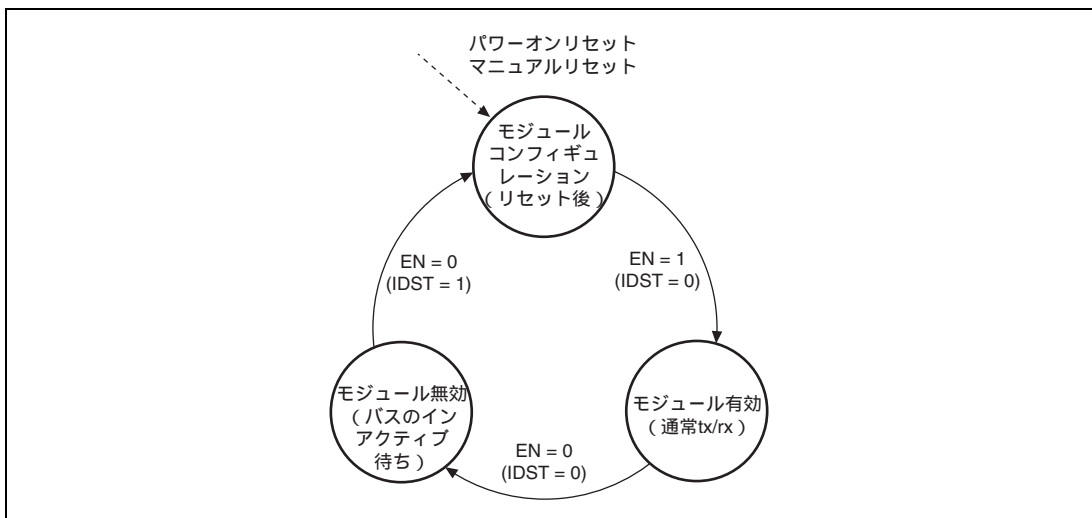 パワーオンリセット
マニュアルリセット
モジュール
コンフィギュ
レーション
(リセット後)
EN = 0
(IDST = 1)
EN = 1
(IDST = 0)
モジュール無効
(バスのイン
アクティブ
待ち)
モジュール有効
(通常tx/rx)
EN = 0
(IDST = 0)